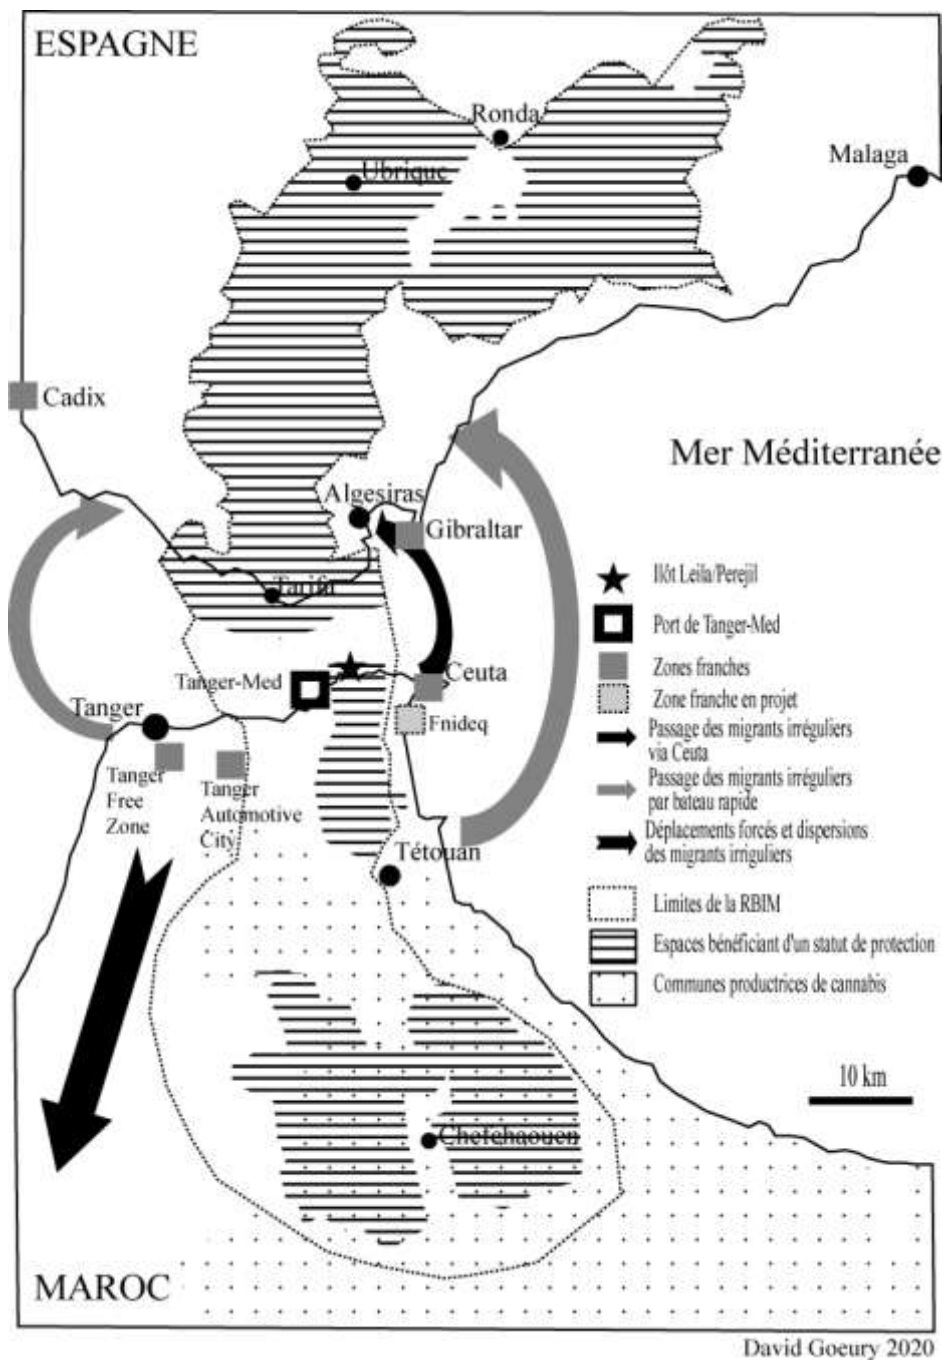 ESPAGNE
Ronda
Ubrique
Malaga
Cadix
Mer Méditerranée
Algesiras
Gibraltar
Tarifa
Tanger-Med
Ceuta
Tanger
Fnideq
Tanger
Free
Zone
Tanger
Automotive
City
Tétouan
Chefchaouen
Ilôt Leila/Perejil
Port de Tanger-Med
Zones franches
Zone franche en projet
Passage des migrants irréguliers
via Ceuta
Passage des migrants irréguliers
par bateau rapide
Déplacements forcés et dispersions
des migrants irriguliers
Limites de la RBIM
Espaces bénéficiant d'un statut de protection
Communes productrices de cannabis
10 km
MAROC
David Goeury 2020